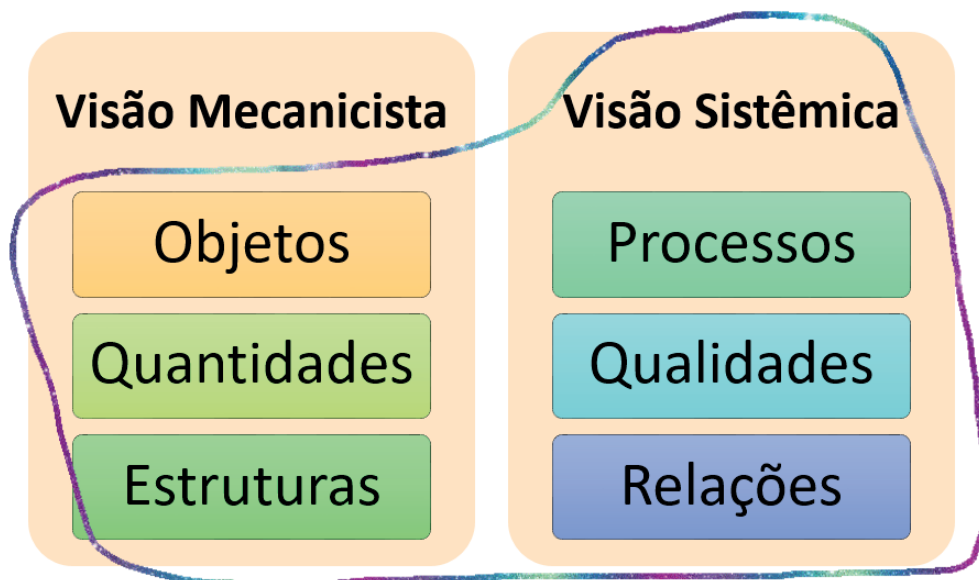 Visão Mecanicista
Objetos
Quantidades
Estruturas
Visão Sistêmica
Processos
Qualidades
Relações